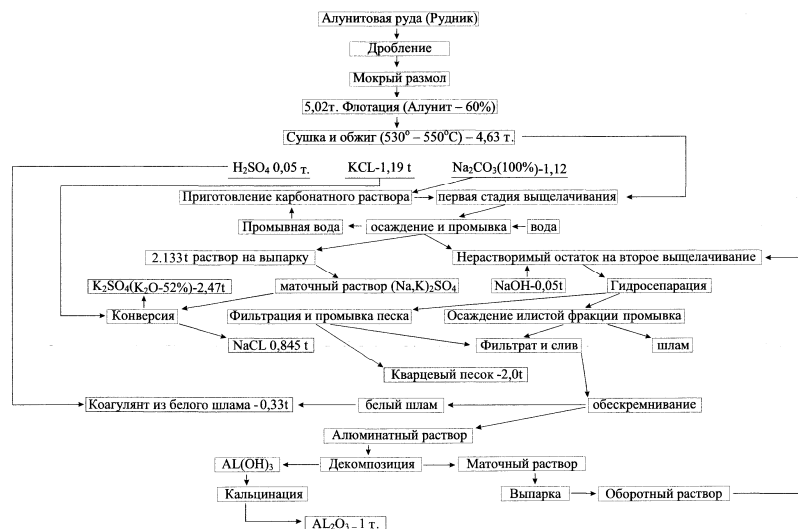 Алунитовая руда (Рудник)
Дробление
Мокрый размол
5,02т. Флотация (Алунит – 60%)
Сушка и обжиг (530⁰ – 550⁰С) – 4,63 т.
H₂SO₄ 0,05 т. KCL-1,19 t Na₂CO₃(100%)-1,12
Приготовление карбонатного раствора первая стадия выщелачивания
Промывная вода осаждение и промывка вода
2.133t раствор на выпарку Нерастворимый остаток на второе выщелачивание
K₂SO₄(K₂O-52%)-2,47t маточный раствор (Na,K)₂SO₄ NaOH-0,05t Гидросепарация
Конверсия Фильтрация и промывка песка Осаждение илистой фракции промывка
NaCL 0,845 t Фильтрат и слив шлам
Кварцевый песок -2,0t
Коагулянт из белого шлама - 0,33t белый шлам обескремнивание
Алюминатный раствор
AL(OH)₃ Декомпозиция Маточный раствор
Кальцинация Выпарка Оборотный раствор
AL₂O₃ – 1 т.